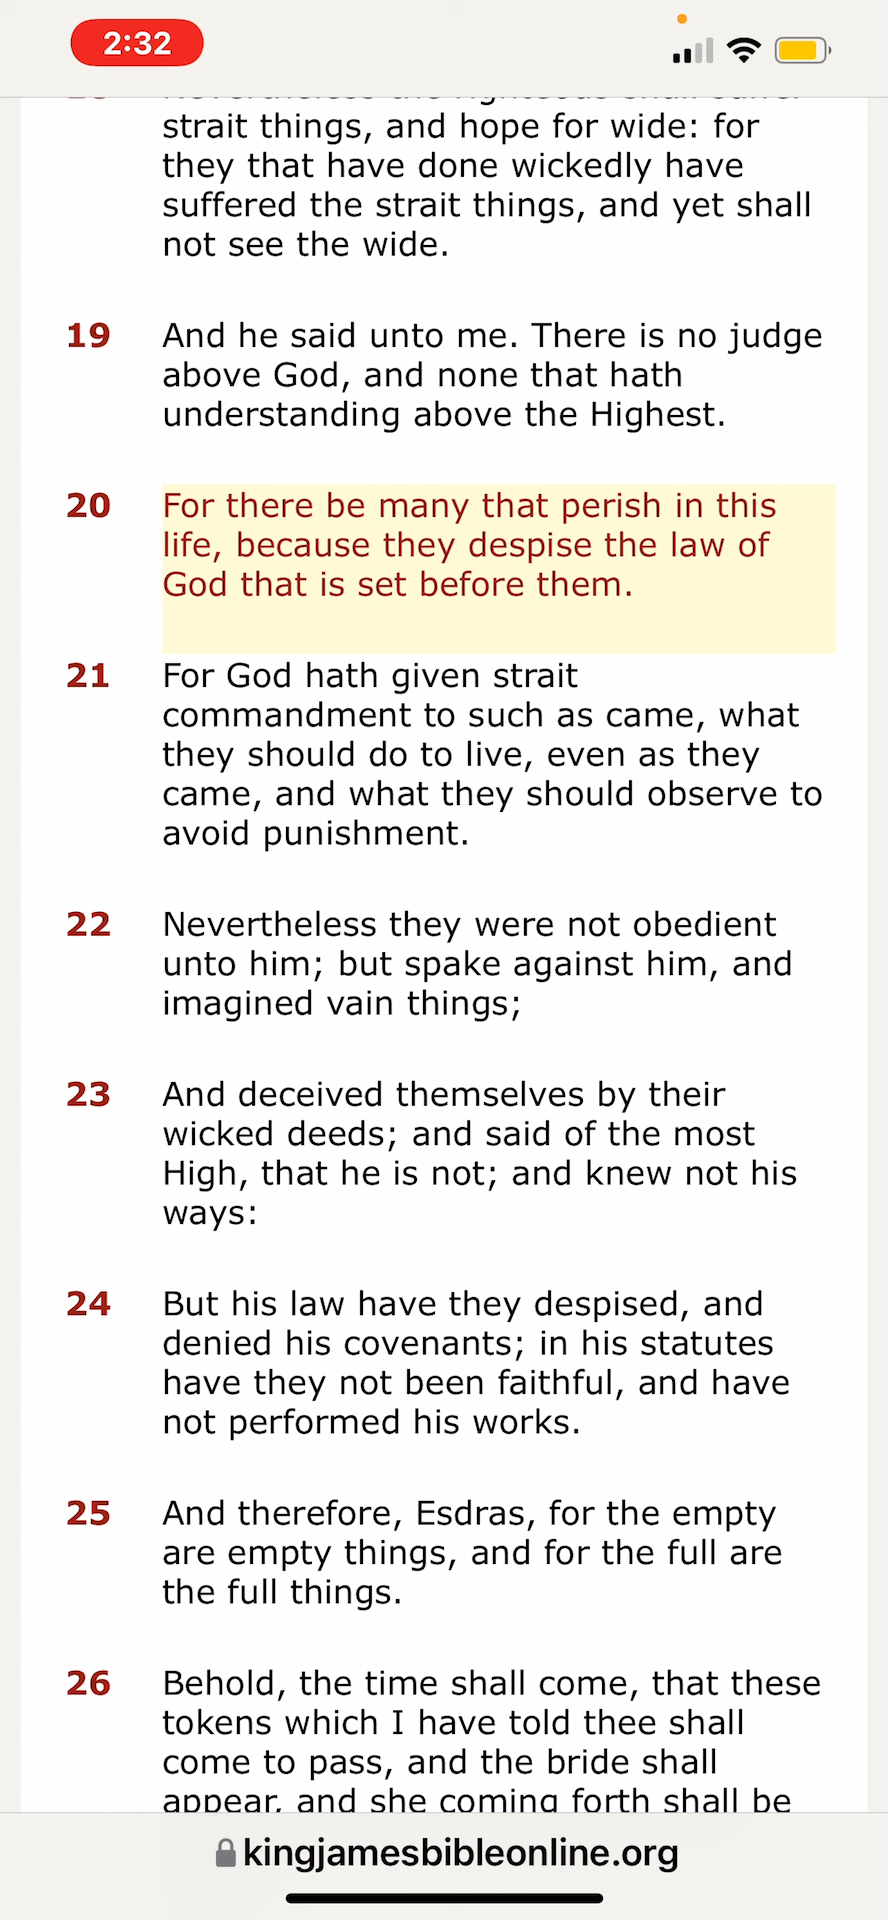 2:32
strait things, and hope for wide: for
they that have done wickedly have
suffered the strait things, and yet shall
not see the wide.
19 And he said unto me. There is no judge
above God, and none that hath
understanding above the Highest.
20 For there be many that perish in this
life, because they despise the law of
God that is set before them.
21 For God hath given strait
commandment to such as came, what
they should do to live, even as they
came, and what they should observe to
avoid punishment.
22 Nevertheless they were not obedient
unto him; but spake against him, and
imagined vain things;
23 And deceived themselves by their
wicked deeds; and said of the most
High, that he is not; and knew not his
ways:
24 But his law have they despised, and
denied his covenants; in his statutes
have they not been faithful, and have
not performed his works.
25 And therefore, Esdras, for the empty
are empty things, and for the full are
the full things.
26 Behold, the time shall come, that these
tokens which I have told thee shall
come to pass, and the bride shall
appear, and she coming forth shall be
kingjamesbibleonline.org